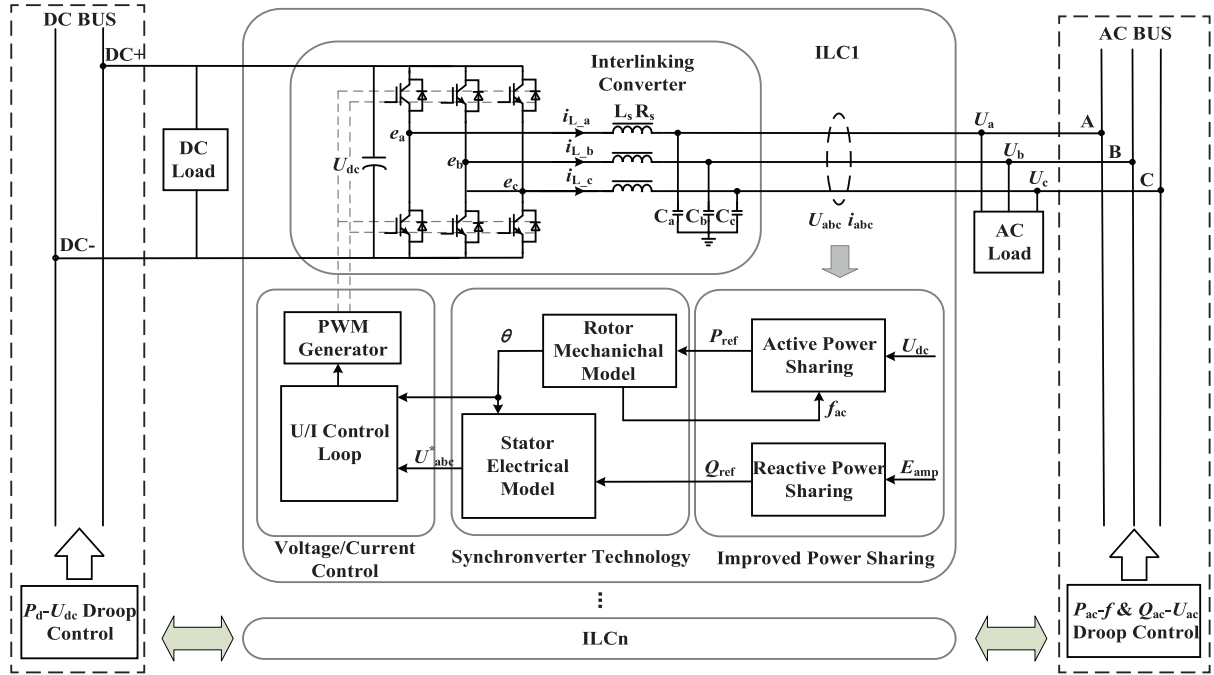 DC BUS
DC+
DC
Load
DC-
P_d-U_dc Droop
Control
Interlinking
Converter
ILC1
U_dc
e_a
e_b
e_c
i_L_a
i_L_b
i_L_c
L_s R_s
C_a
C_b
C_c
U_abc i_abc
U_a
U_b
U_c
A
B
C
AC
Load
AC BUS
PWM
Generator
U/I Control
Loop
Voltage/Current
Control
θ
U*_abc
Rotor
Mechanichal
Model
Stator
Electrical
Model
Synchronverter Technology
P_ref
f_ac
Q_ref
Active Power
Sharing
Reactive Power
Sharing
U_dc
E_amp
Improved Power Sharing
P_ac-f & Q_ac-U_ac
Droop Control
ILCn